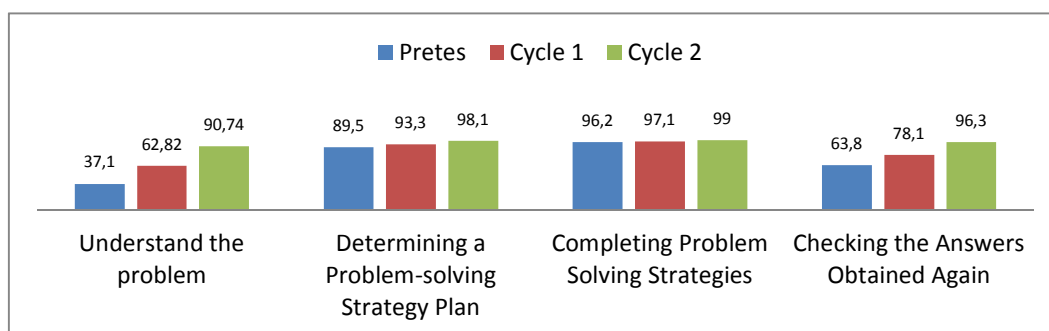 Pretes Cycle 1 Cycle 2
37,1 62,82 90,74
89,5 93,3 98,1
96,2 97,1 99
63,8 78,1 96,3
Understand the
problem
Determining a
Problem-solving
Strategy Plan
Completing Problem
Solving Strategies
Checking the Answers
Obtained Again